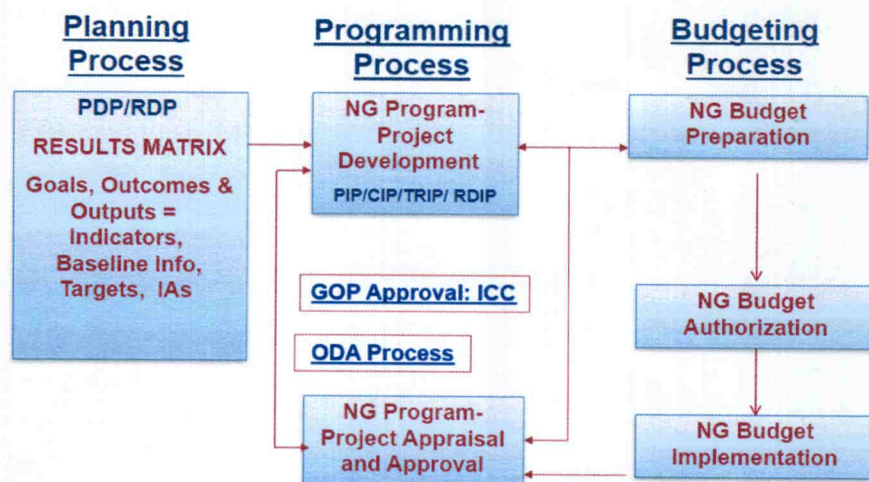 Planning
Process
PDP/RDP
RESULTS MATRIX
Goals, Outcomes &
Outputs =
Indicators,
Baseline Info,
Targets, IAs
Programming
Process
NG Program-
Project
Development
PIP/CIP/TRIP/ RDIP
GOP Approval: ICC
ODA Process
NG Program-
Project Appraisal
and Approval
Budgeting
Process
NG Budget
Preparation
NG Budget
Authorization
NG Budget
Implementation